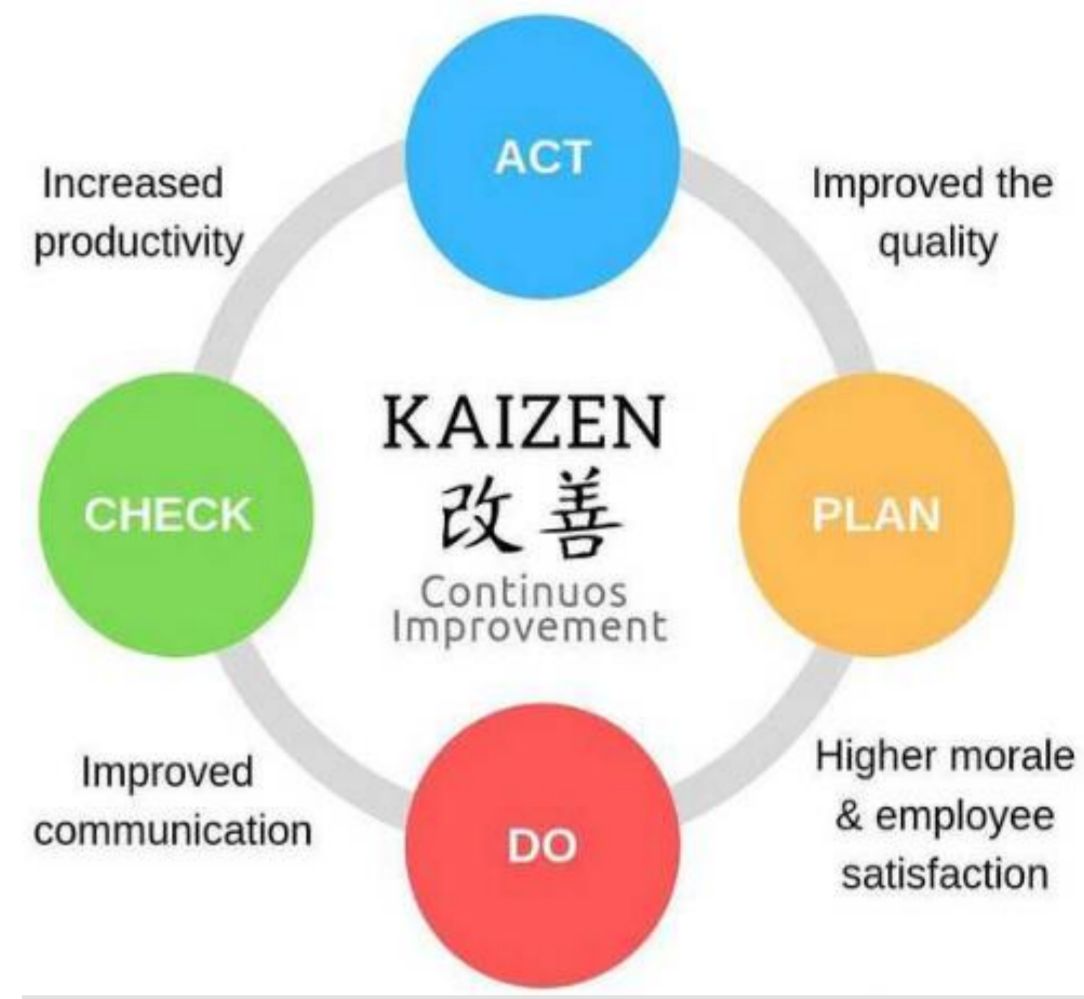 ACT
Increased
productivity
Improved the
quality
KAIZEN
改善
Continuos
Improvement
CHECK
PLAN
Improved
communication
DO
Higher morale
& employee
satisfaction